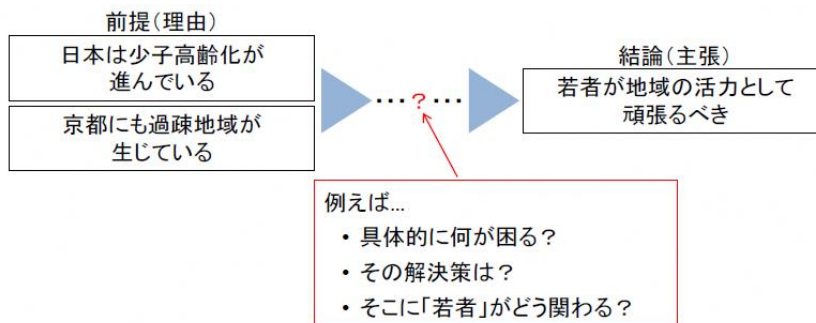 前提(理由)
日本は少子高齢化が
進んでいる
京都にも過疎地域が
生じている
…?…
結論(主張)
若者が地域の活力として
頑張るべき
例えば...
• 具体的に何が困る?
• その解決策は?
• そこに「若者」がどう関わる?